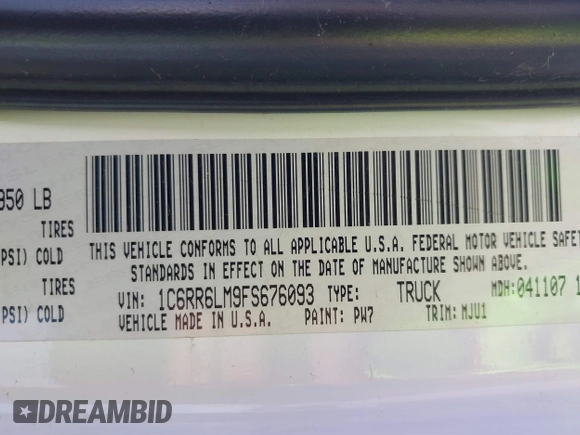 950 LB
TIRES
PSI) COLD
THIS VEHICLE CONFORMS TO ALL APPLICABLE U.S.A. FEDERAL MOTOR VEHICLE SAFET
STANDARDS IN EFFECT ON THE DATE OF MANUFACTURE SHOWN ABOVE.
TIRES
PSI) COLD
VIN: 1C6RR6LM9FS676093 TYPE: TRUCK MDH: 041107 1
VEHICLE MADE IN U.S.A. PAINT: PW7 TRIM: MJU1
DREAMBID